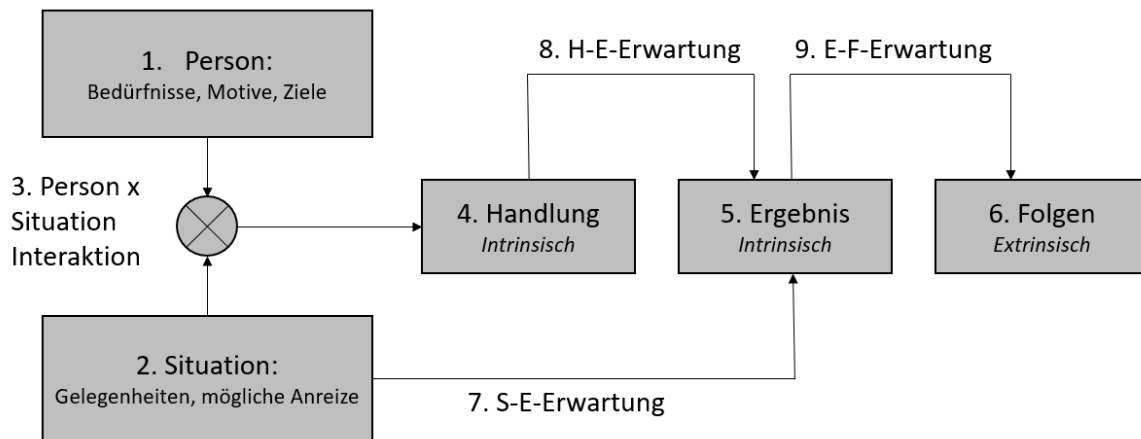 1. Person:
Bedürfnisse, Motive, Ziele
8. H-E-Erwartung
9. E-F-Erwartung
3. Person x
Situation
Interaktion
4. Handlung
Intrinsisch
5. Ergebnis
Intrinsisch
6. Folgen
Extrinsisch
2. Situation:
Gelegenheiten, mögliche Anreize
7. S-E-Erwartung